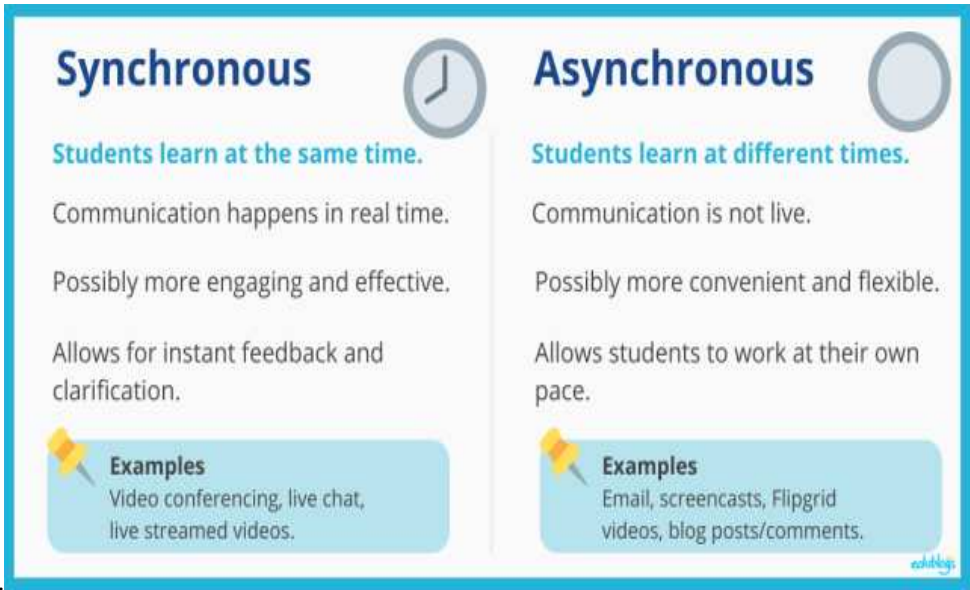 Synchronous
Students learn at the same time.
Communication happens in real time.
Possibly more engaging and effective.
Allows for instant feedback and
clarification.
Examples
Video conferencing, live chat,
live streamed videos.
Asynchronous
Students learn at different times.
Communication is not live.
Possibly more convenient and flexible.
Allows students to work at their own
pace.
Examples
Email, screencasts, Flipgrid
videos, blog posts/comments.
edublogs